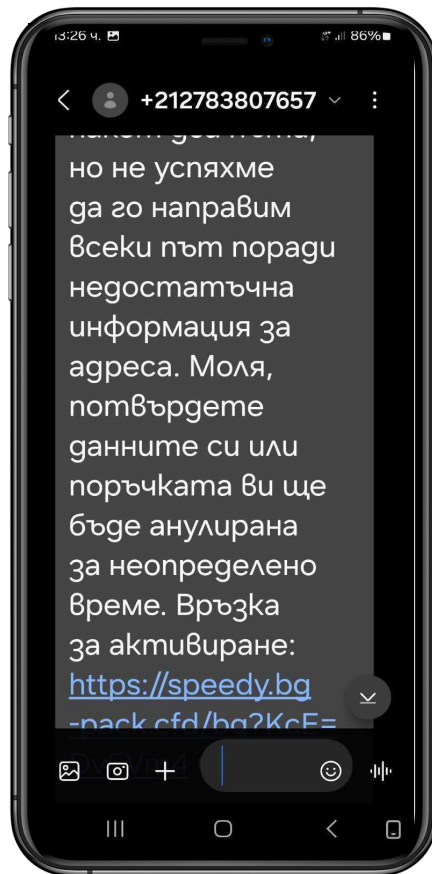 13:26 ч. 86%
+212783807657
но не успяхме
да го направим
всеки път поради
недостатъчна
информация за
адреса. Моля,
потвърдете
данните си или
поръчката ви ще
бъде анулирана
за неопределено
време. Връзка
за активиране:
https://speedy.bg
-pack.cfd/bg?KcE=